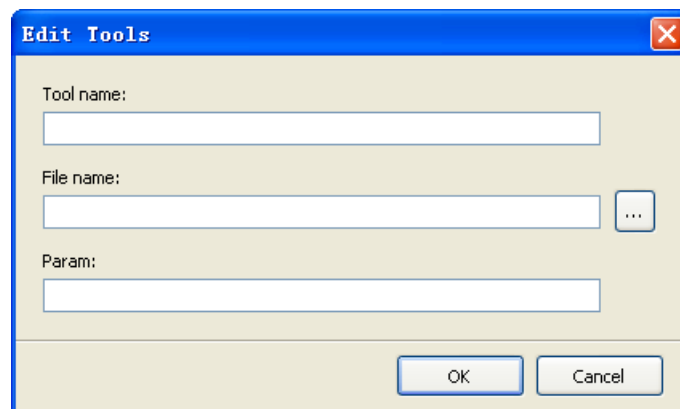 Edit Tools
Tool name:
File name:
...
Param:
OK
Cancel